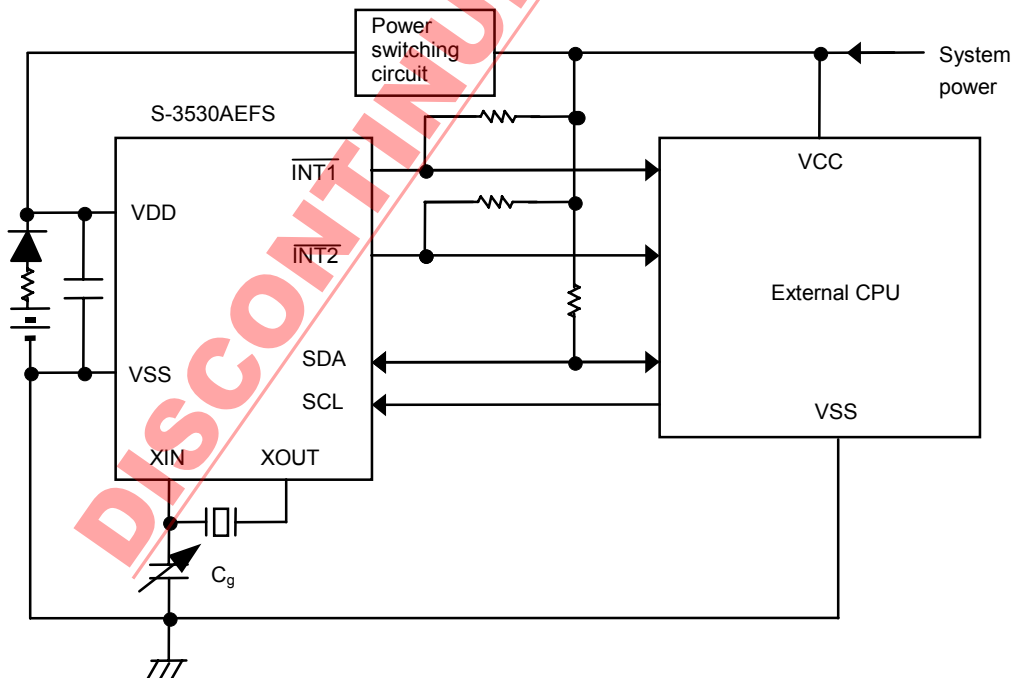 Power
switching
circuit
System
power
S-3530AEFS
INT1
VCC
VDD
INT2
External CPU
SDA
VSS
SCL
VSS
XIN
XOUT
Cg